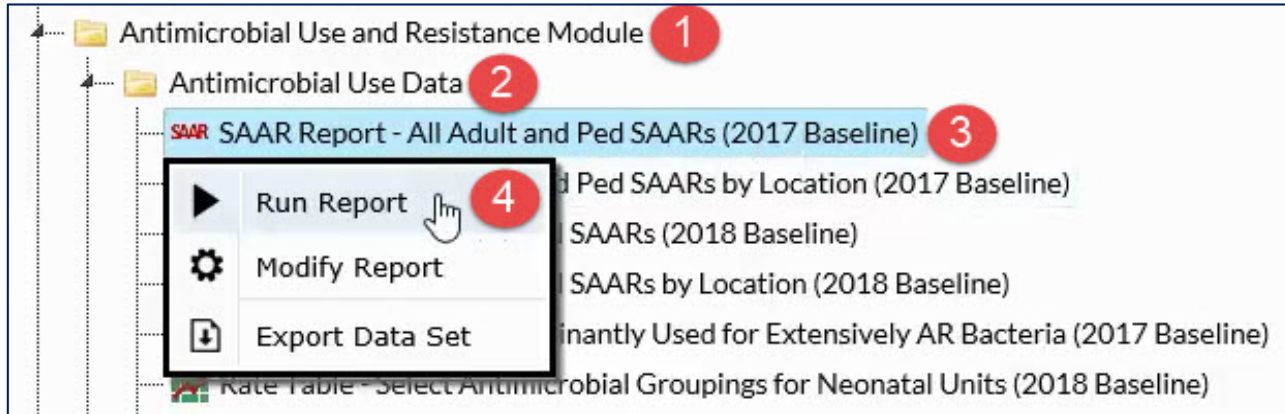 Antimicrobial Use and Resistance Module 1
Antimicrobial Use Data 2
SAAR SAAR Report - All Adult and Ped SAARs (2017 Baseline) 3
Run Report 4 d Ped SAARs by Location (2017 Baseline)
SAARs (2018 Baseline)
Modify Report
SAARs by Location (2018 Baseline)
Export Data Set inantly Used for Extensively AR Bacteria (2017 Baseline)
Rate Table - Select Antimicrobial Groupings for Neonatal Units (2018 Baseline)